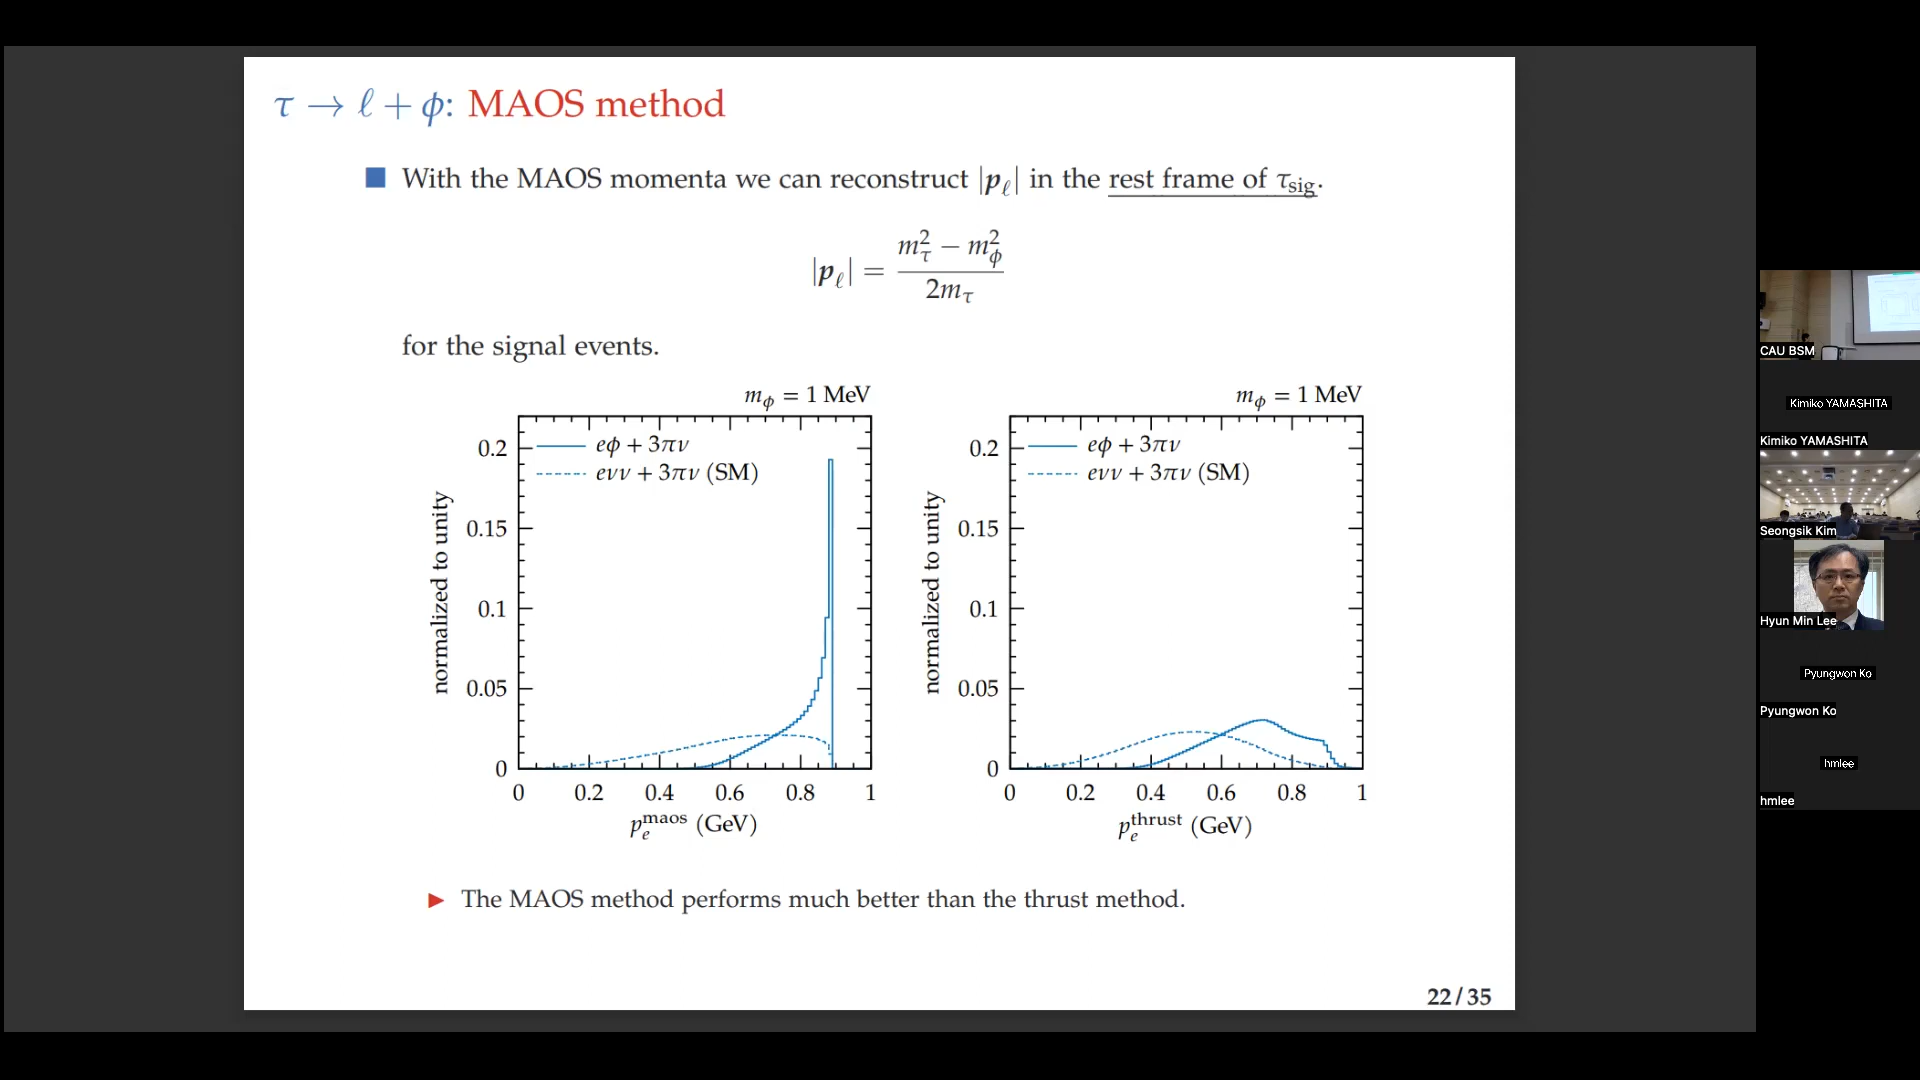 τ → ℓ + ϕ: MAOS method
■ With the MAOS momenta we can reconstruct |p_ℓ| in the rest frame of τ_sig.
|p_ℓ| = (m_τ^2 − m_ϕ^2) / (2m_τ)
for the signal events.
m_ϕ = 1 MeV
eϕ + 3πν
eνν + 3πν (SM)
normalized to unity
0.2
0.15
0.1
0.05
0
0 0.2 0.4 0.6 0.8 1
p_e^maos (GeV)
m_ϕ = 1 MeV
eϕ + 3πν
eνν + 3πν (SM)
normalized to unity
0.2
0.15
0.1
0.05
0
0 0.2 0.4 0.6 0.8 1
p_e^thrust (GeV)
► The MAOS method performs much better than the thrust method.
22 / 35
CAU BSM
Kimiko YAMASHITA
Kimiko YAMASHITA
Seongsik Kim
Hyun Min Lee
Pyungwon Ko
Pyungwon Ko
hmlee
hmlee